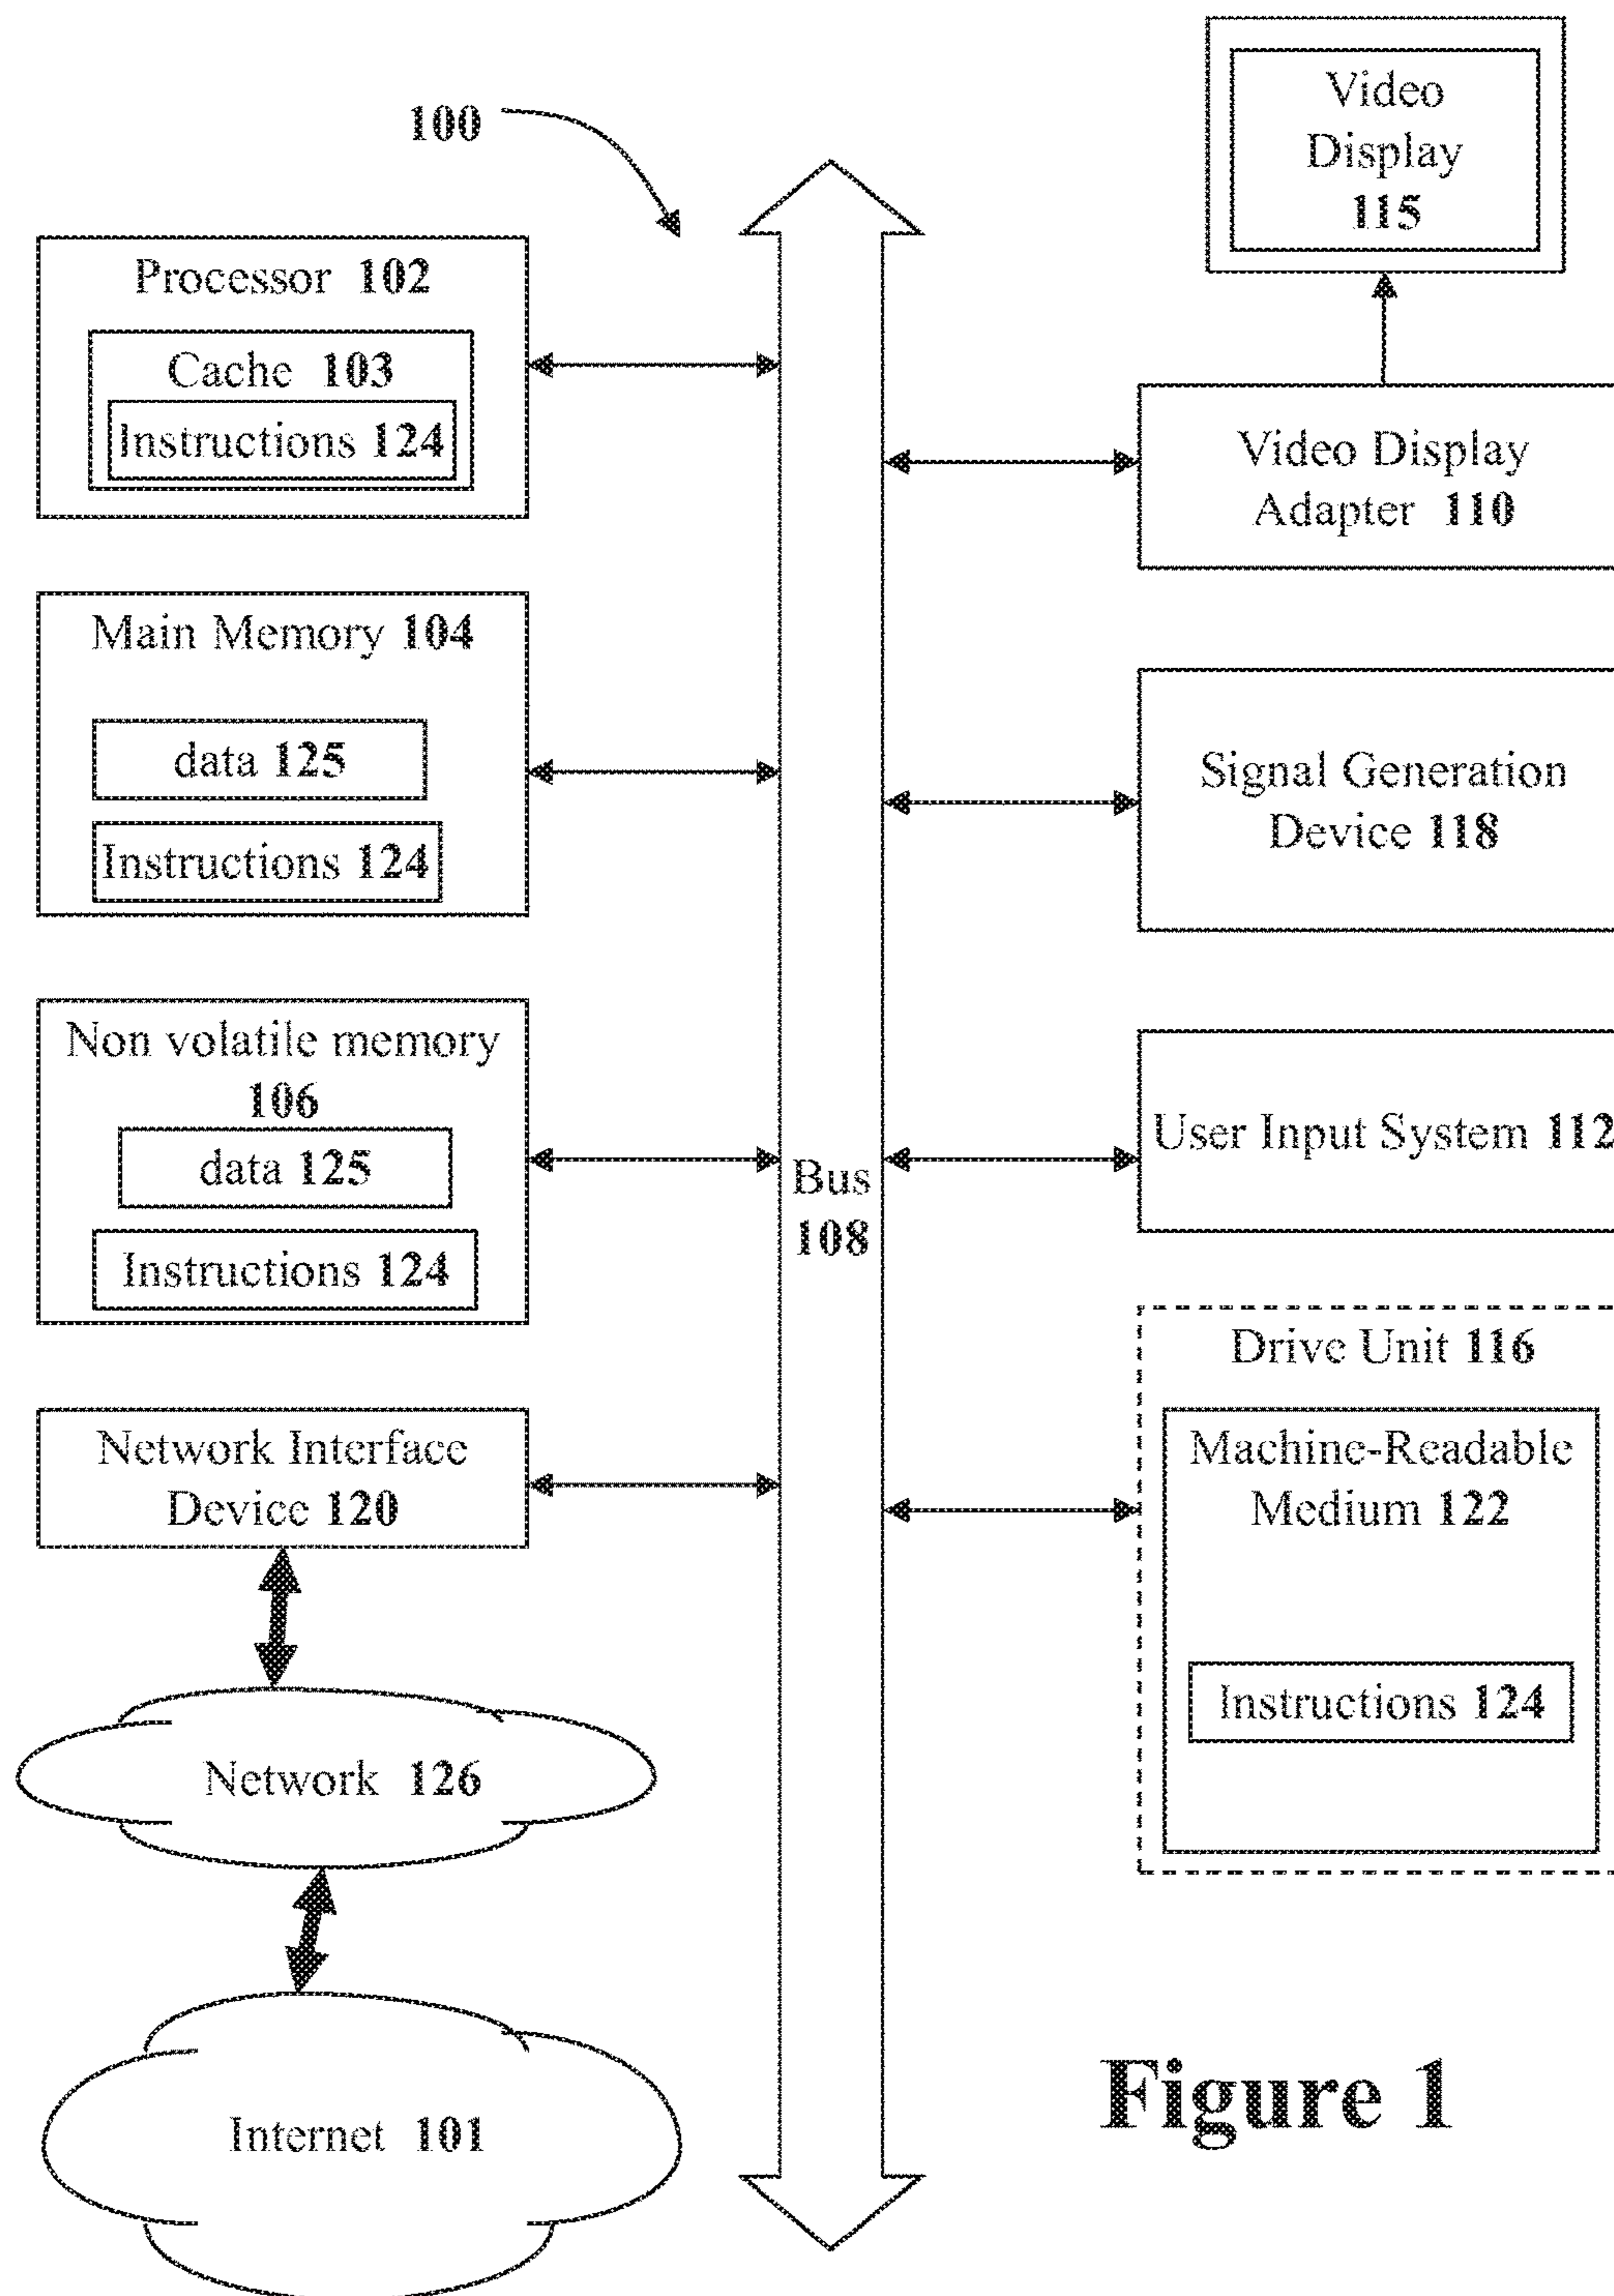 100
Processor 102
Cache 103
Instructions 124
Main Memory 104
data 125
Instructions 124
Non volatile memory
106
data 125
Instructions 124
Network Interface
Device 120
Network 126
Internet 101
Bus
108
Video
Display
115
Video Display
Adapter 110
Signal Generation
Device 118
User Input System 112
Drive Unit 116
Machine-Readable
Medium 122
Instructions 124
Figure 1